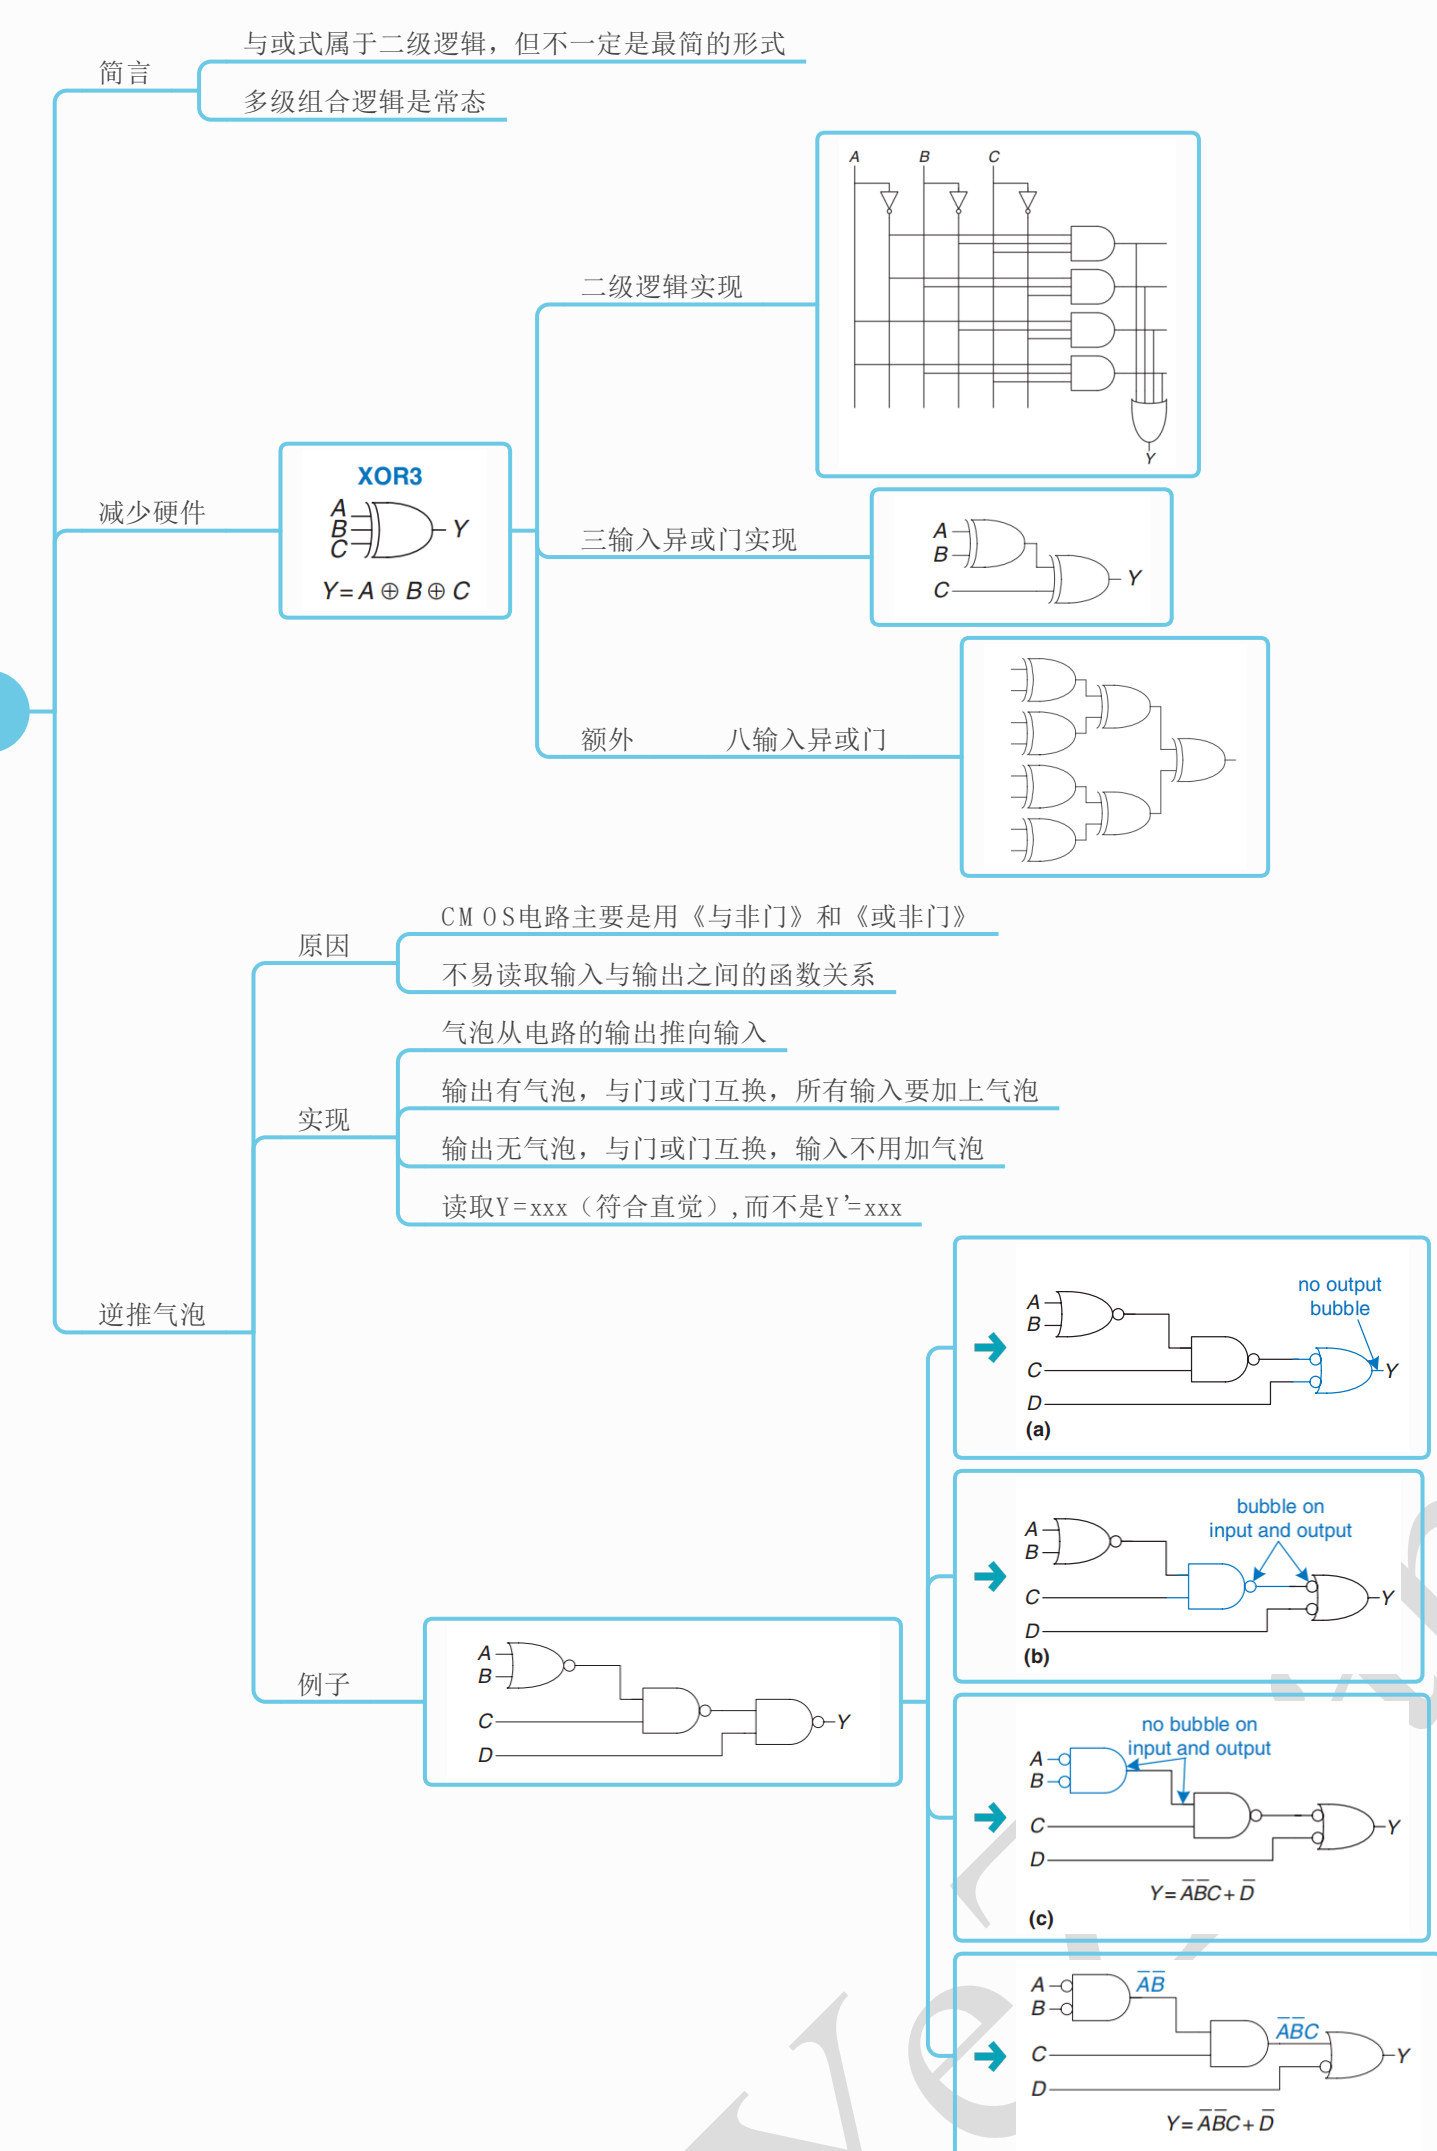 简言
与或式属于二级逻辑，但不一定是最简的形式
多级组合逻辑是常态
减少硬件
XOR3
A
B
C
Y
Y = A ⊕ B ⊕ C
二级逻辑实现
A B C
Y
三输入异或门实现
A
B
C
Y
额外
八输入异或门
逆推气泡
原因
CMOS电路主要是用《与非门》和《或非门》
不易读取输入与输出之间的函数关系
实现
气泡从电路的输出推向输入
输出有气泡，与门或门互换，所有输入要加上气泡
输出无气泡，与门或门互换，输入不用加气泡
读取Y=xxx（符合直觉）,而不是Y’=xxx
例子
A
B
C
D
Y
no output
bubble
A
B
C
D
Y
(a)
bubble on
input and output
A
B
C
D
Y
(b)
no bubble on
input and output
A
B
C
D
Y
Y = A̅B̅C + D̅
(c)
A
B
C
D
A̅B̅
A̅B̅C
Y
Y = A̅B̅C + D̅